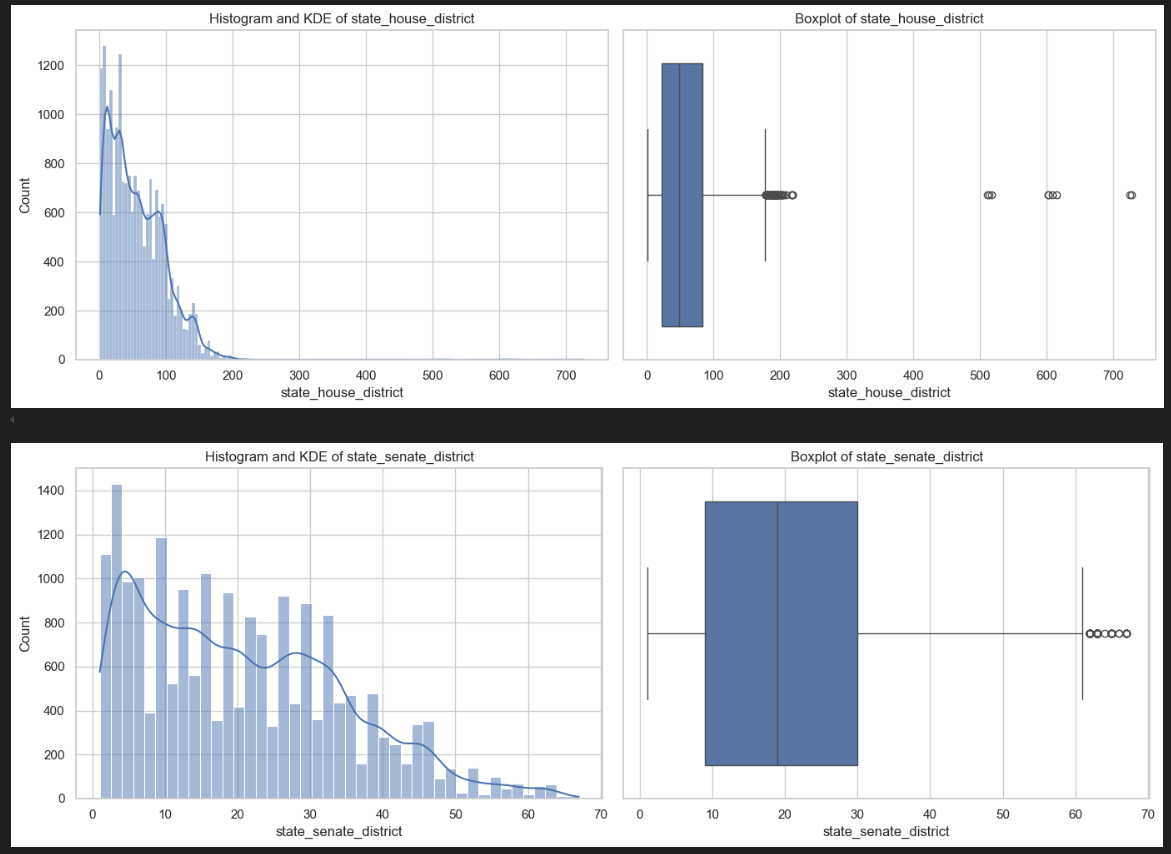 Histogram and KDE of state_house_district
Count
1200
1000
800
600
400
200
0
0 100 200 300 400 500 600 700
state_house_district
Boxplot of state_house_district
0 100 200 300 400 500 600 700
state_house_district
Histogram and KDE of state_senate_district
Count
1400
1200
1000
800
600
400
200
0
0 10 20 30 40 50 60 70
state_senate_district
Boxplot of state_senate_district
0 10 20 30 40 50 60 70
state_senate_district